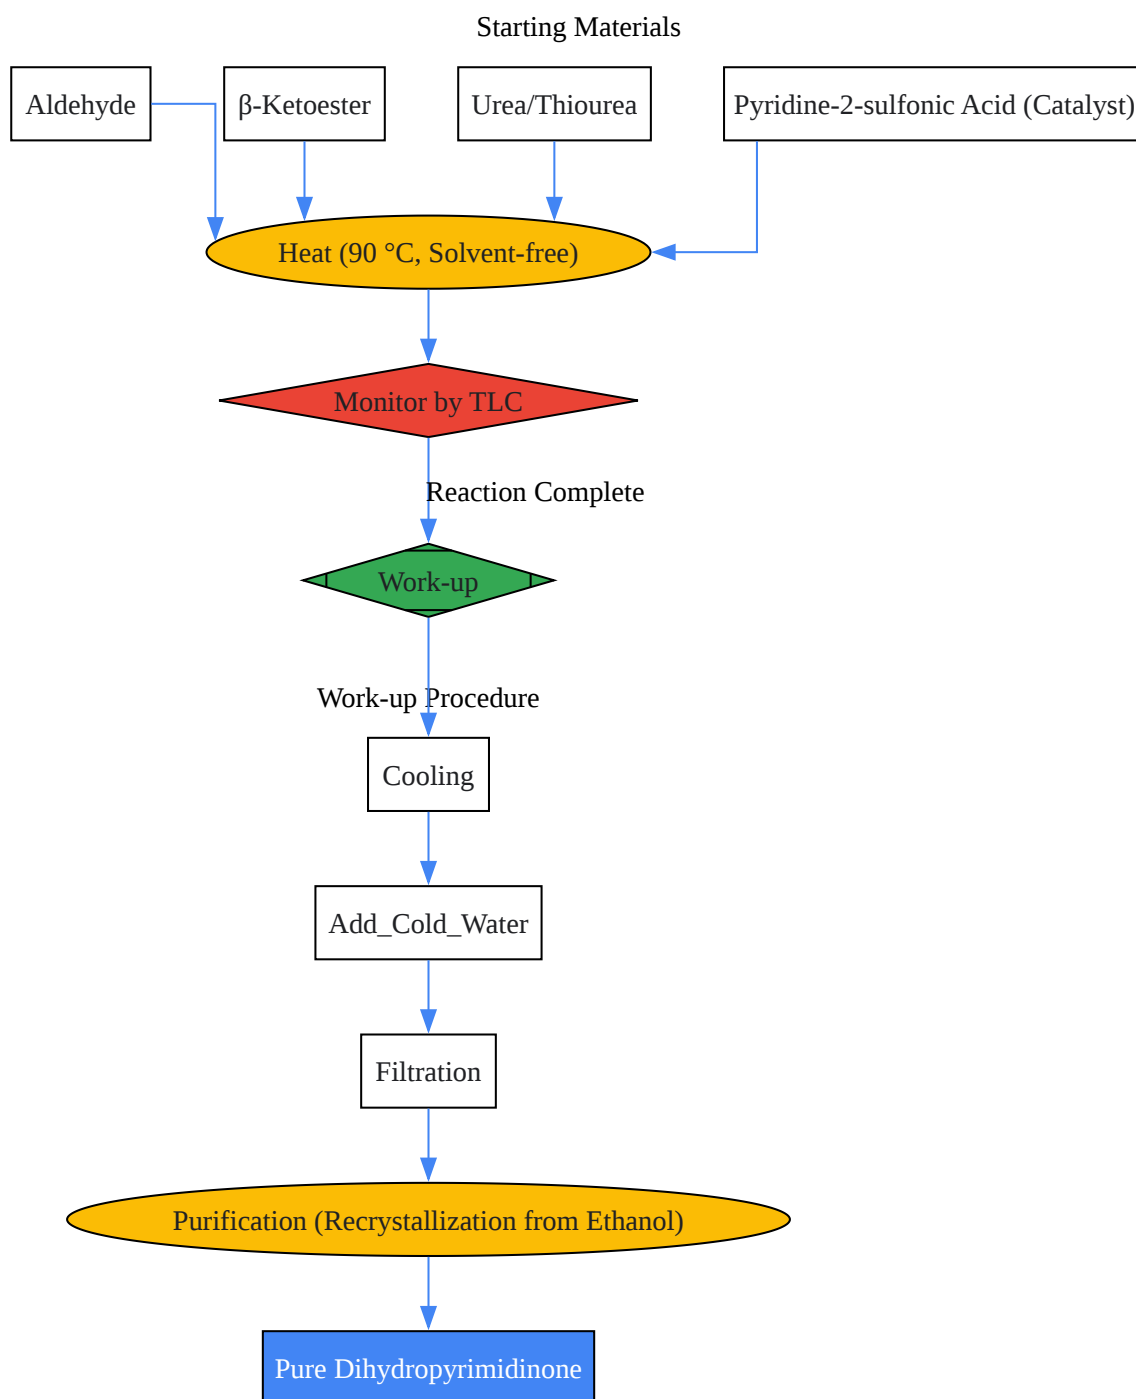 Starting Materials
Aldehyde
β-Ketoester
Urea/Thiourea
Pyridine-2-sulfonic Acid (Catalyst)
Heat (90 °C, Solvent-free)
Monitor by TLC
Reaction Complete
Work-up
Work-up Procedure
Cooling
Add_Cold_Water
Filtration
Purification (Recrystallization from Ethanol)
Pure Dihydropyrimidinone